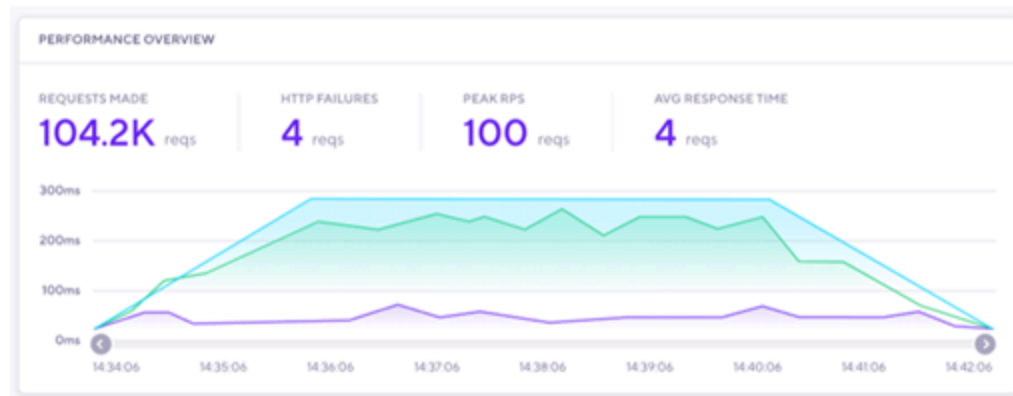 PERFORMANCE OVERVIEW
REQUESTS MADE
104.2K reqs
HTTP FAILURES
4 reqs
PEAK RPS
100 reqs
AVG RESPONSE TIME
4 reqs
300ms
200ms
100ms
0ms
14:34:06 14:35:06 14:36:06 14:37:06 14:38:06 14:39:06 14:40:06 14:41:06 14:42:06